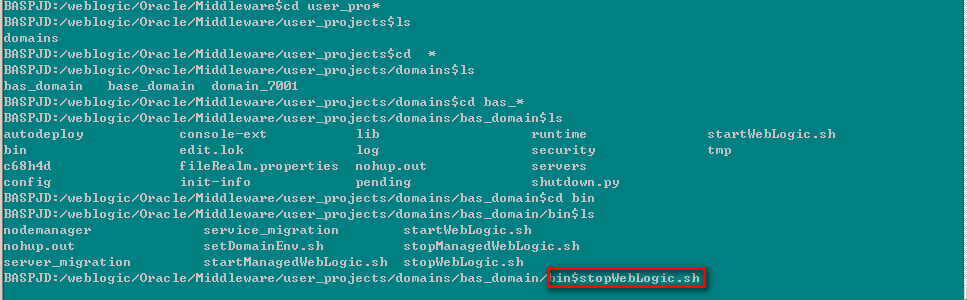 BASPJD:/weblogic/Oracle/Middleware$cd user_pro*
BASPJD:/weblogic/Oracle/Middleware/user_projects$ls
domains
BASPJD:/weblogic/Oracle/Middleware/user_projects$cd  *
BASPJD:/weblogic/Oracle/Middleware/user_projects/domains$ls
bas_domain   base_domain  domain_7001
BASPJD:/weblogic/Oracle/Middleware/user_projects/domains$cd bas_*
BASPJD:/weblogic/Oracle/Middleware/user_projects/domains/bas_domain$ls
autodeploy            console-ext           lib                   runtime               startWebLogic.sh
bin                   edit.lok              log                   security              tmp
c68h4d                fileRealm.properties  nohup.out             servers
config                init-info             pending               shutdown.py
BASPJD:/weblogic/Oracle/Middleware/user_projects/domains/bas_domain$cd bin
BASPJD:/weblogic/Oracle/Middleware/user_projects/domains/bas_domain/bin$ls
nodemanager              service_migration        startWebLogic.sh
nohup.out                setDomainEnv.sh          stopManagedWebLogic.sh
server_migration         startManagedWebLogic.sh  stopWebLogic.sh
BASPJD:/weblogic/Oracle/Middleware/user_projects/domains/bas_domain/bin$stopWebLogic.sh